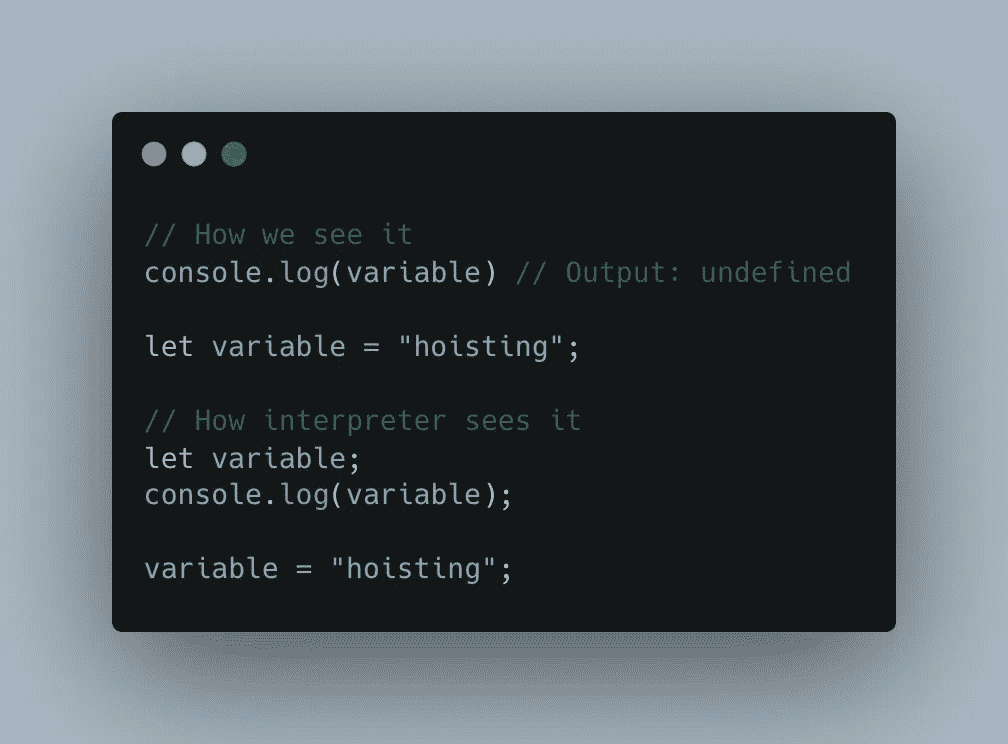 // How we see it
console.log(variable) // Output: undefined
let variable = "hoisting";
// How interpreter sees it
let variable;
console.log(variable);
variable = "hoisting";